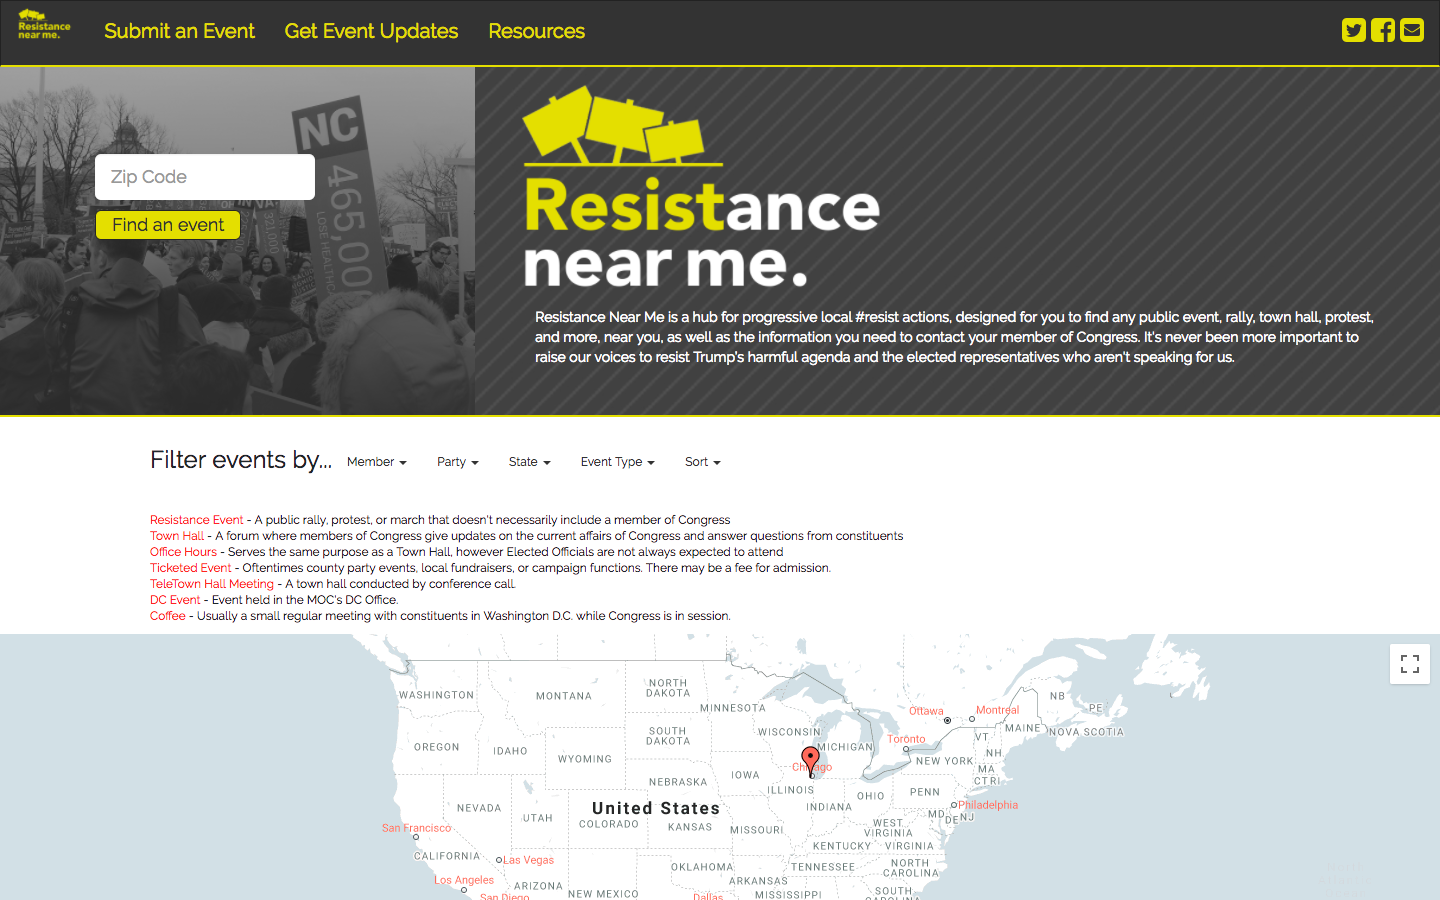 Resistance
near me.
Submit an Event
Get Event Updates
Resources
NC
465,00
LOSE HEALTHC
Zip Code
Find an event
Resistance
near me.
Resistance Near Me is a hub for progressive local #resist actions, designed for you to find any public event, rally, town hall, protest,
and more, near you, as well as the information you need to contact your member of Congress. It's never been more important to
raise our voices to resist Trump's harmful agenda and the elected representatives who aren't speaking for us.
Filter events by...
Member
Party
State
Event Type
Sort
Resistance Event - A public rally, protest, or march that doesn't necessarily include a member of Congress
Town Hall - A forum where members of Congress give updates on the current affairs of Congress and answer questions from constituents
Office Hours - Serves the same purpose as a Town Hall, however Elected Officials are not always expected to attend
Ticketed Event - Oftentimes county party events, local fundraisers, or campaign functions. There may be a fee for admission.
TeleTown Hall Meeting - A town hall conducted by conference call.
DC Event - Event held in the MOC's DC Office.
Coffee - Usually a small regular meeting with constituents in Washington D.C. while Congress is in session.
WASHINGTON
MONTANA
NORTH
DAKOTA
MINNESOTA
Ottawa
Montreal
NB
PE
MAINE
NOVA SCOTIA
OREGON
IDAHO
WYOMING
SOUTH
DAKOTA
WISCONSIN
MICHIGAN
Toronto
VT
NH
NEW YORK
MA
CT RI
NEBRASKA
IOWA
Chicago
ILLINOIS
INDIANA
OHIO
PENN
Philadelphia
MD
DE
NJ
NEVADA
UTAH
United States
COLORADO
KANSAS
MISSOURI
WEST
VIRGINIA
KENTUCKY
VIRGINIA
San Francisco
CALIFORNIA
Las Vegas
Los Angeles
ARIZONA
San Diego
NEW MEXICO
OKLAHOMA
ARKANSAS
TENNESSEE
NORTH
CAROLINA
Dallas
MISSISSIPPI
SOUTH
CAROLINA